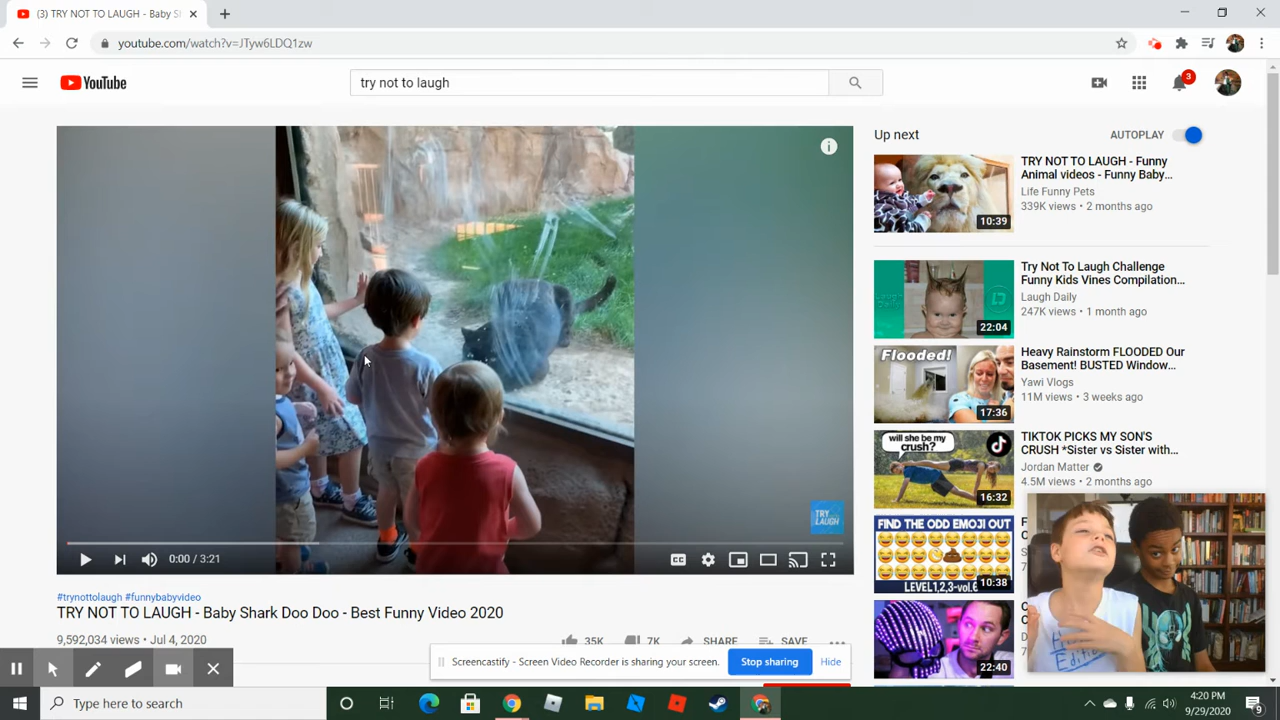 (3) TRY NOT TO LAUGH - Baby S
youtube.com/watch?v=JTyw6LDQ1zw
YouTube
try not to laugh
3
Up next
AUTOPLAY
TRY NOT TO LAUGH - Funny
Animal videos - Funny Baby...
Life Funny Pets
339K views • 2 months ago
10:39
Try Not To Laugh Challenge
Funny Kids Vines Compilation...
Laugh Daily
247K views • 1 month ago
22:04
Flooded!
Heavy Rainstorm FLOODED Our
Basement! BUSTED Window...
Yawi Vlogs
11M views • 3 weeks ago
17:36
will she be my
crush?
TIKTOK PICKS MY SON'S
CRUSH *Sister vs Sister with...
Jordan Matter
4.5M views • 2 months ago
16:32
FIND THE ODD EMOJI OUT
LEVEL1,2,3-vol.6
10:38
22:40
TRY
LAUGH
0:00 / 3:21
CC
#trynottolaugh #funnybabyvideo
TRY NOT TO LAUGH - Baby Shark Doo Doo - Best Funny Video 2020
9,592,034 views • Jul 4, 2020
35K
7K
SHARE
SAVE
Screencastify - Screen Video Recorder is sharing your screen.
Stop sharing
Hide
Type here to search
4:20 PM
9/29/2020
9